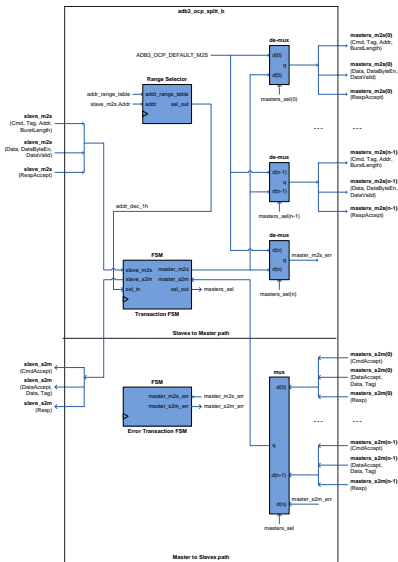 adb3_ocp_split_b
ADB3_OCP_DEFAULT_M2S
de-mux
d(0)
q
d(0)
masters_sel(0)
masters_m2s(0)
(Cmd, Tag, Addr,
BurstLength)
masters_m2s(0)
(Data, DataByteEn,
DataValid)
masters_m2s(0)
(RespAccept)
Range Selector
addr_range_table
addr_range_table
slave_m2s.Addr
addr
sel_out
slave_m2s
(Cmd, Tag, Addr,
BurstLength)
slave_m2s
(Data, DataByteEn,
DataValid)
slave_m2s
(RespAccept)
de-mux
d(n-1)
q
d(n-1)
masters_sel(n-1)
masters_m2s(n-1)
(Cmd, Tag, Addr,
BurstLength)
masters_m2s(n-1)
(Data, DataByteEn,
DataValid)
masters_m2s(n-1)
(RespAccept)
addr_dec_1h
de-mux
d(n)
q
d(n)
master_m2s_err
masters_sel(n)
FSM
slave_m2s
master_m2s
slave_s2m
master_s2m
sel_in
sel_out
masters_sel
Transaction FSM
Slaves to Master path
slave_s2m
(CmdAccept)
slave_s2m
(DataAccept,
Data, Tag)
slave_s2m
(Resp)
FSM
master_m2s_err
master_m2s_err
master_s2m_err
master_s2m_err
Error Transaction FSM
mux
d(0)
q
d(n-1)
d(n)
masters_sel
masters_s2m(0)
(CmdAccept)
masters_s2m(0)
(DataAccept,
Data, Tag)
masters_s2m(0)
(Resp)
masters_s2m(n-1)
(CmdAccept)
masters_s2m(n-1)
(DataAccept,
Data, Tag)
masters_s2m(n-1)
(Resp)
master_s2m_err
Master to Slaves path